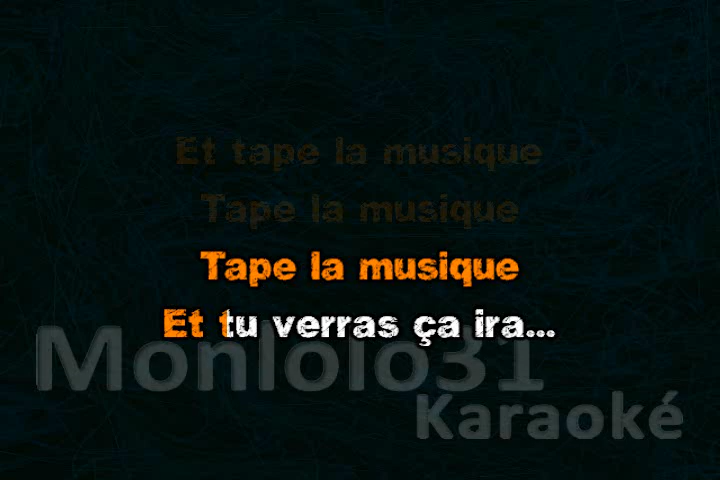 Et tape la musique
Tape la musique
Tape la musique
Et tu verras ça ira...
Monlolo31
Karaoké